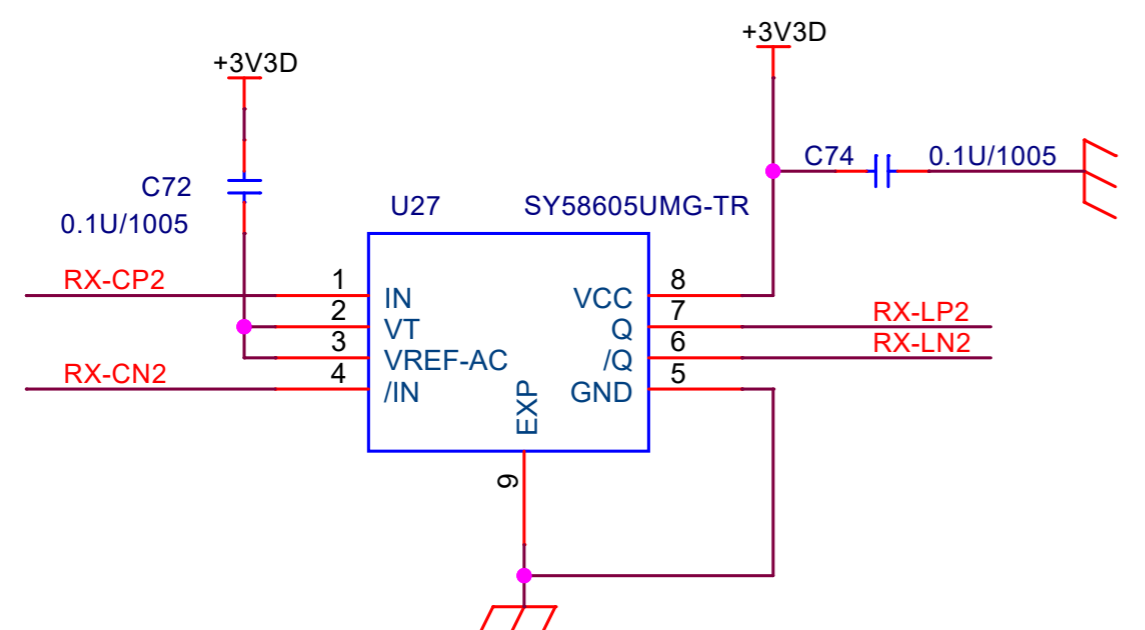 +3V3D
+3V3D
C74 0.1U/1005
C72
0.1U/1005
U27 SY58605UMG-TR
RX-CP2 1 IN VCC 8
2 VT Q 7 RX-LP2
3 VREF-AC /Q 6 RX-LN2
RX-CN2 4 /IN GND 5
EXP
9